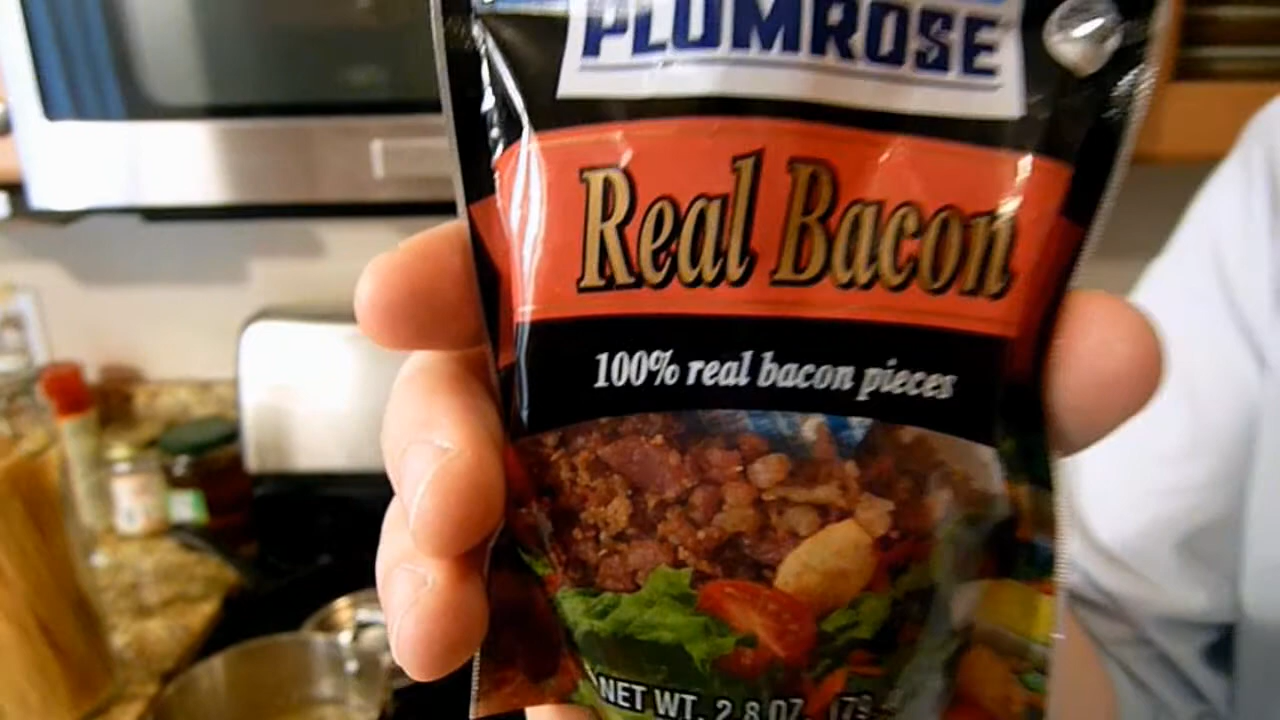 PLUMROSE
Real Bacon
100% real bacon pieces
NET WT. 2.8 OZ.